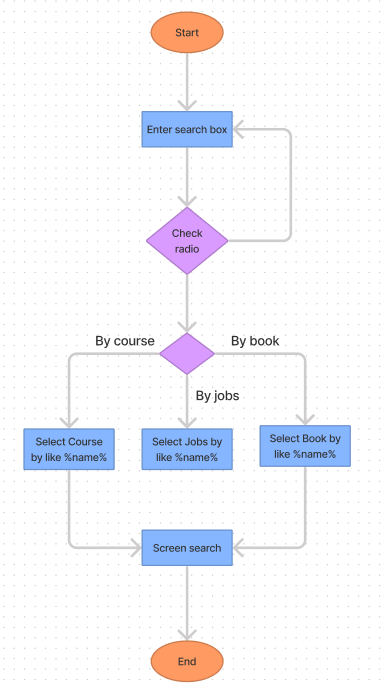 Start
Enter search box
Check
radio
By course
By book
By jobs
Select Course
by like %name%
Select Jobs by
like %name%
Select Book by
like %name%
Screen search
End